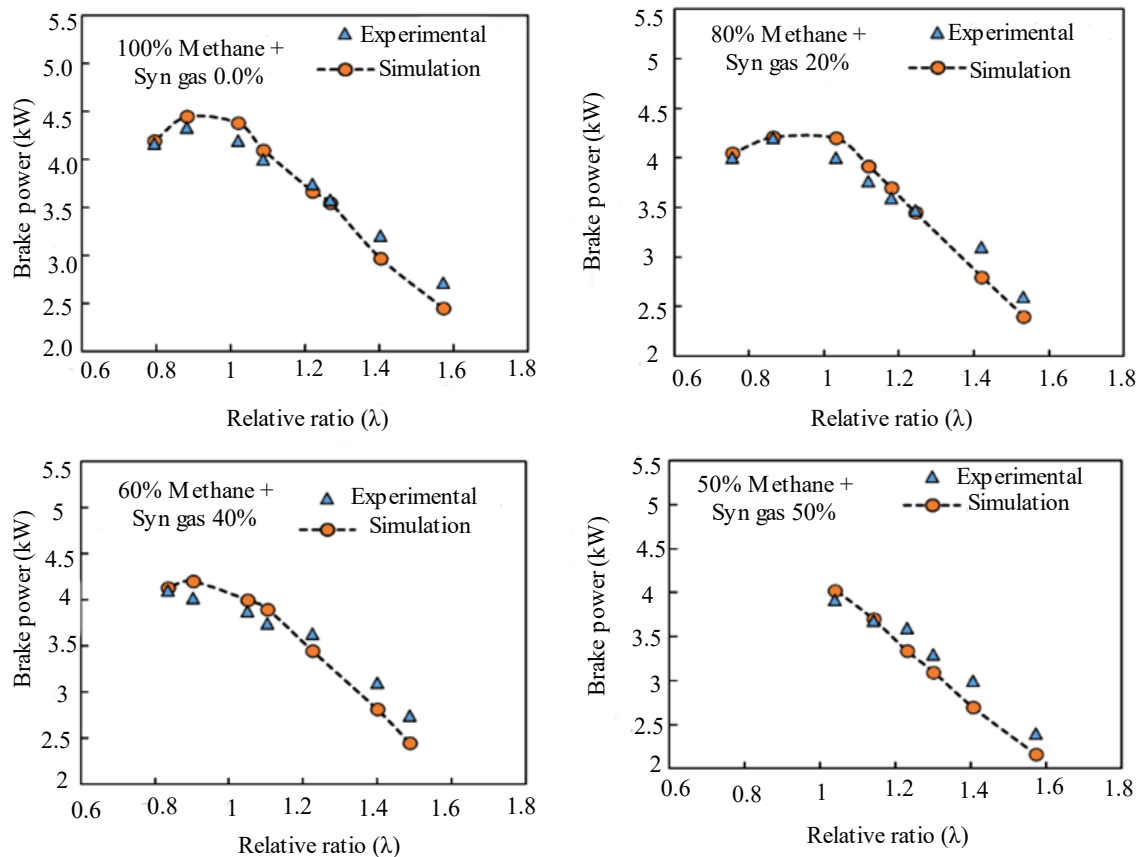 5.5
5.0
4.5
4.0
3.5
3.0
2.5
2.0
Brake power (kW)
100% Methane +
Syn gas 0.0%
Experimental
Simulation
0.6
0.8
1
1.2
1.4
1.6
1.8
Relative ratio (λ)
5.5
5
4.5
4
3.5
3
2.5
2
Brake power (kW)
80% Methane +
Syn gas 20%
Experimental
Simulation
0.6
0.8
1
1.2
1.4
1.6
1.8
Relative ratio (λ)
5.5
5
4.5
4
3.5
3
2.5
2
Brake power (kW)
60% Methane +
Syn gas 40%
Experimental
Simulation
0.6
0.8
1
1.2
1.4
1.6
1.8
Relative ratio (λ)
5.5
5
4.5
4
3.5
3
2.5
2
Brake power (kW)
50% Methane +
Syn gas 50%
Experimental
Simulation
0.6
0.8
1
1.2
1.4
1.6
1.8
Relative ratio (λ)